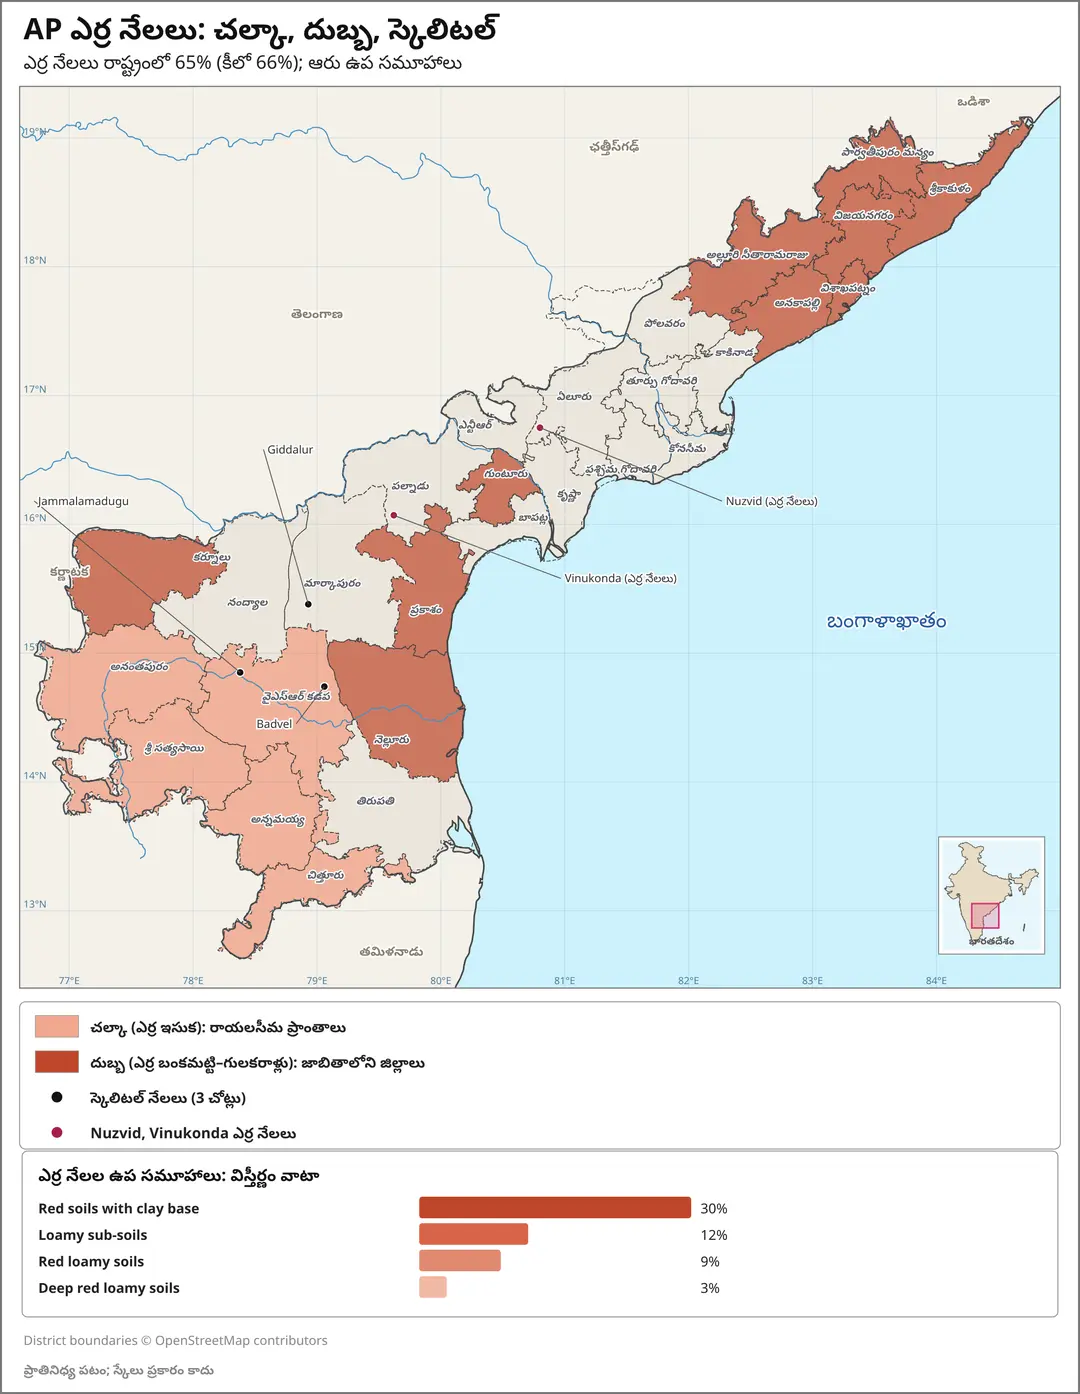 AP ఎర్ర నేలలు: చల్కా, దుబ్బ, స్కెలిటల్
ఎర్ర నేలలు రాష్ట్రంలో 65% (కీలో 66%); ఆరు ఉప సమూహాలు
ఒడిశా
19°N
ఛత్తీస్‌గఢ్
పార్వతీపురం మన్యం
శ్రీకాకుళం
విజయనగరం
18°N
అల్లూరి సీతారామరాజు
విశాఖపట్నం
అనకాపల్లి
తెలంగాణ
పోలవరం
కాకినాడ
17°N
తూర్పు గోదావరి
ఏలూరు
ఎన్టీఆర్
కోనసీమ
Giddalur
పశ్చిమ గోదావరి
గుంటూరు
పల్నాడు
కృష్ణా
Jammalamadugu
Nuzvid (ఎర్ర నేలలు)
16°N
బాపట్ల
కర్నూలు
కర్ణాటక
Vinukonda (ఎర్ర నేలలు)
మార్కాపురం
నంద్యాల
ప్రకాశం
బంగాళాఖాతం
15°N
అనంతపురం
వైఎస్ఆర్ కడప
Badvel
నెల్లూరు
శ్రీ సత్యసాయి
14°N
తిరుపతి
అన్నమయ్య
చిత్తూరు
13°N
తమిళనాడు
భారతదేశం
77°E 78°E 79°E 80°E 81°E 82°E 83°E 84°E
చల్కా (ఎర్ర ఇసుక): రాయలసీమ ప్రాంతాలు
దుబ్బ (ఎర్ర బంకమట్టి–గులకరాళ్లు): జాబితాలోని జిల్లాలు
స్కెలిటల్ నేలలు (3 చోట్లు)
Nuzvid, Vinukonda ఎర్ర నేలలు
ఎర్ర నేలల ఉప సమూహాలు: విస్తీర్ణం వాటా
Red soils with clay base 30%
Loamy sub-soils 12%
Red loamy soils 9%
Deep red loamy soils 3%
District boundaries © OpenStreetMap contributors
ప్రాతినిధ్య పటం; స్కేలు ప్రకారం కాదు